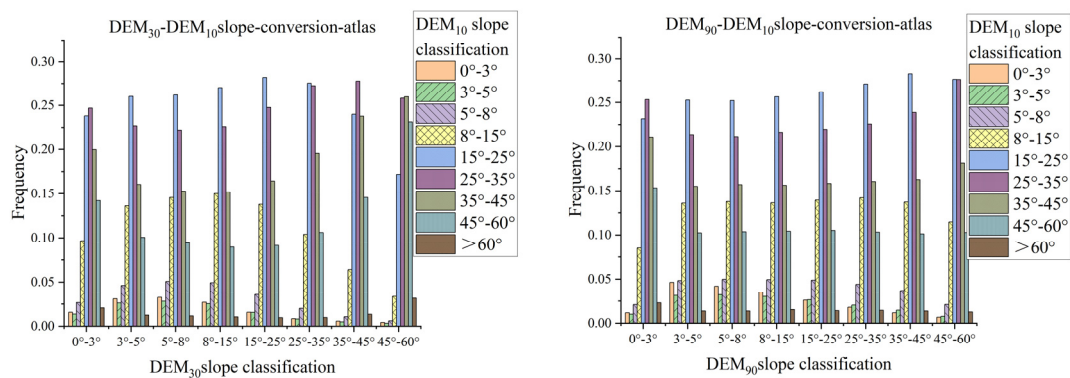 DEM30-DEM10slope-conversion-atlas
DEM10 slope
classification
0°-3°
3°-5°
5°-8°
8°-15°
15°-25°
25°-35°
35°-45°
45°-60°
＞60°
Frequency
0.30
0.25
0.20
0.15
0.10
0.05
0.00
0°-3° 3°-5° 5°-8° 8°-15° 15°-25° 25°-35° 35°-45° 45°-60°
DEM30slope classification
DEM90-DEM10slope-conversion-atlas
DEM10 slope
classification
0°-3°
3°-5°
5°-8°
8°-15°
15°-25°
25°-35°
35°-45°
45°-60°
＞60°
Frequency
0.30
0.25
0.20
0.15
0.10
0.05
0.00
0°-3° 3°-5° 5°-8° 8°-15° 15°-25° 25°-35° 35°-45° 45°-60°
DEM90slope classification